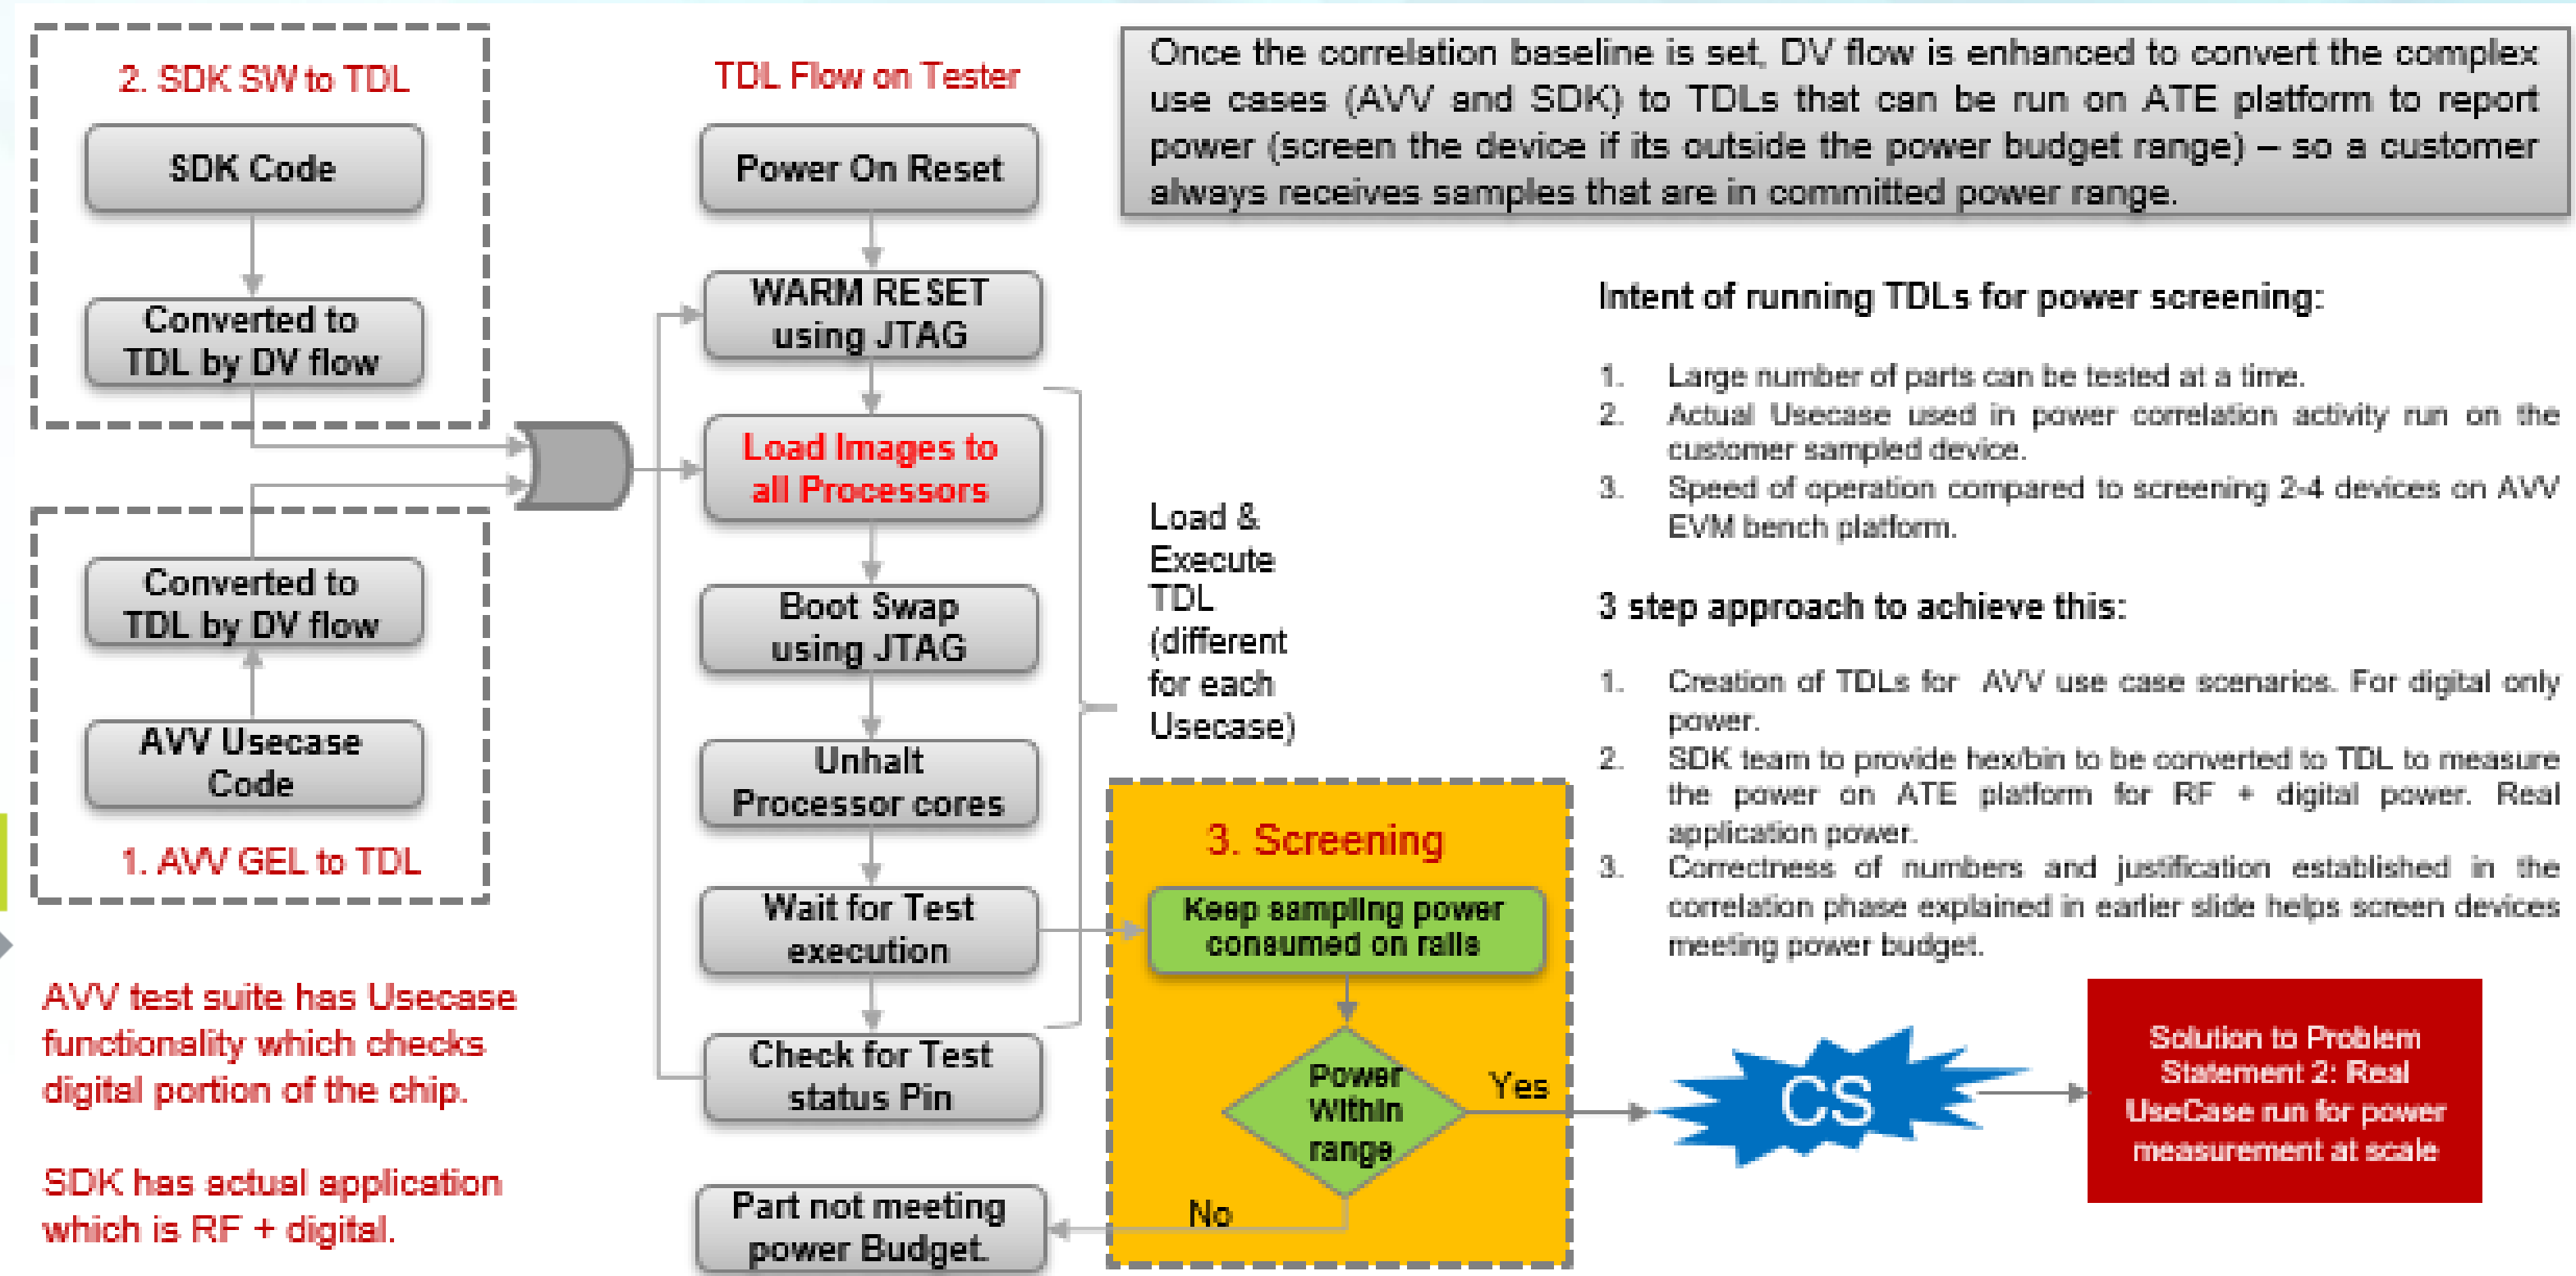 2. SDK SW to TDL
SDK Code
Converted to
TDL by DV flow
Converted to
TDL by DV flow
AVV Usecase
Code
1. AVV GEL to TDL
AVV test suite has Usecase
functionality which checks
digital portion of the chip.
SDK has actual application
which is RF + digital.
TDL Flow on Tester
Power On Reset
WARM RESET
using JTAG
Load Images to
all Processors
Boot Swap
using JTAG
Unhalt
Processor cores
Wait for Test
execution
Check for Test
status Pin
Part not meeting
power Budget.
Load &
Execute
TDL
(different
for each
Usecase)
3. Screening
Keep sampling power
consumed on rails
Power
Within
range
Yes
No
Once the correlation baseline is set, DV flow is enhanced to convert the complex
use cases (AVV and SDK) to TDLs that can be run on ATE platform to report
power (screen the device if its outside the power budget range) – so a customer
always receives samples that are in committed power range.
Intent of running TDLs for power screening:
1. Large number of parts can be tested at a time.
2. Actual Usecase used in power correlation activity run on the
customer sampled device.
3. Speed of operation compared to screening 2-4 devices on AVV
EVM bench platform.
3 step approach to achieve this:
1. Creation of TDLs for AVV use case scenarios. For digital only
power.
2. SDK team to provide hex/bin to be converted to TDL to measure
the power on ATE platform for RF + digital power. Real
application power.
3. Correctness of numbers and justification established in the
correlation phase explained in earlier slide helps screen devices
meeting power budget.
CS
Solution to Problem
Statement 2: Real
UseCase run for power
measurement at scale